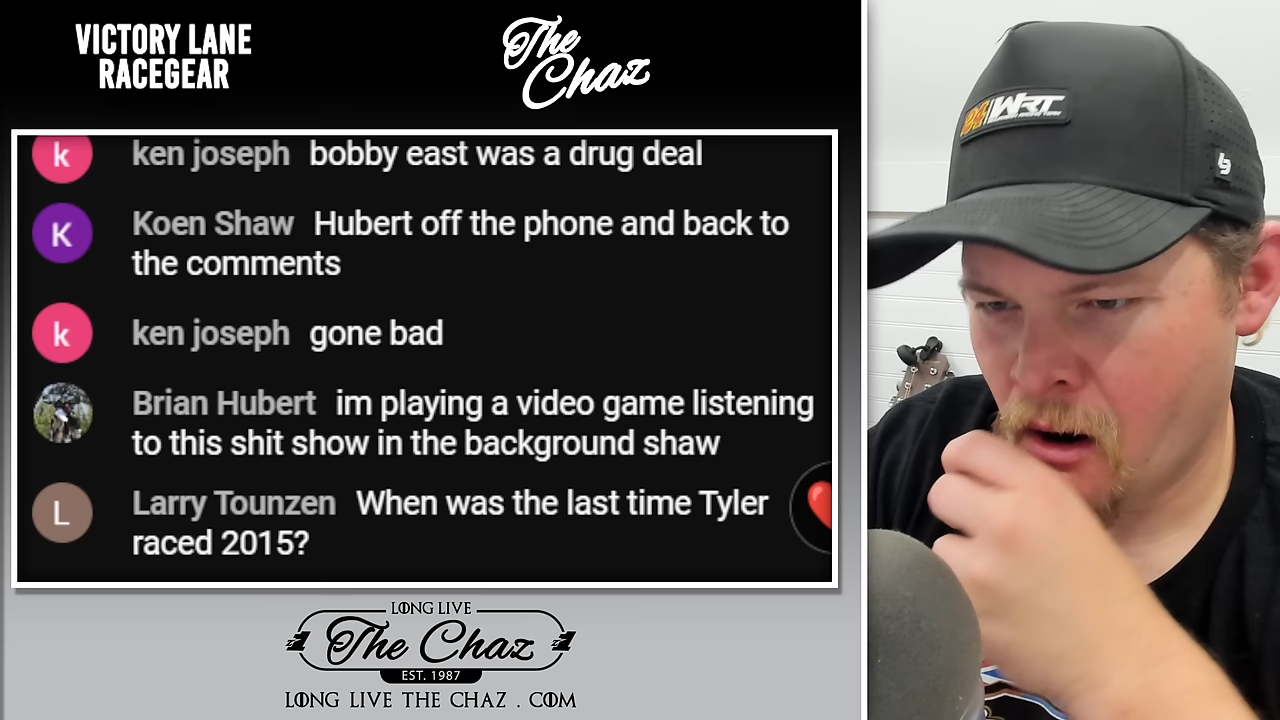 VICTORY LANE
RACEGEAR
The
Chaz
k
ken joseph bobby east was a drug deal
K
Koen Shaw Hubert off the phone and back to
the comments
k
ken joseph gone bad
Brian Hubert im playing a video game listening
to this shit show in the background shaw
L
Larry Tounzen When was the last time Tyler
raced 2015?
LONG LIVE
The Chaz
EST. 1987
LONG LIVE THE CHAZ . COM
24 WRT